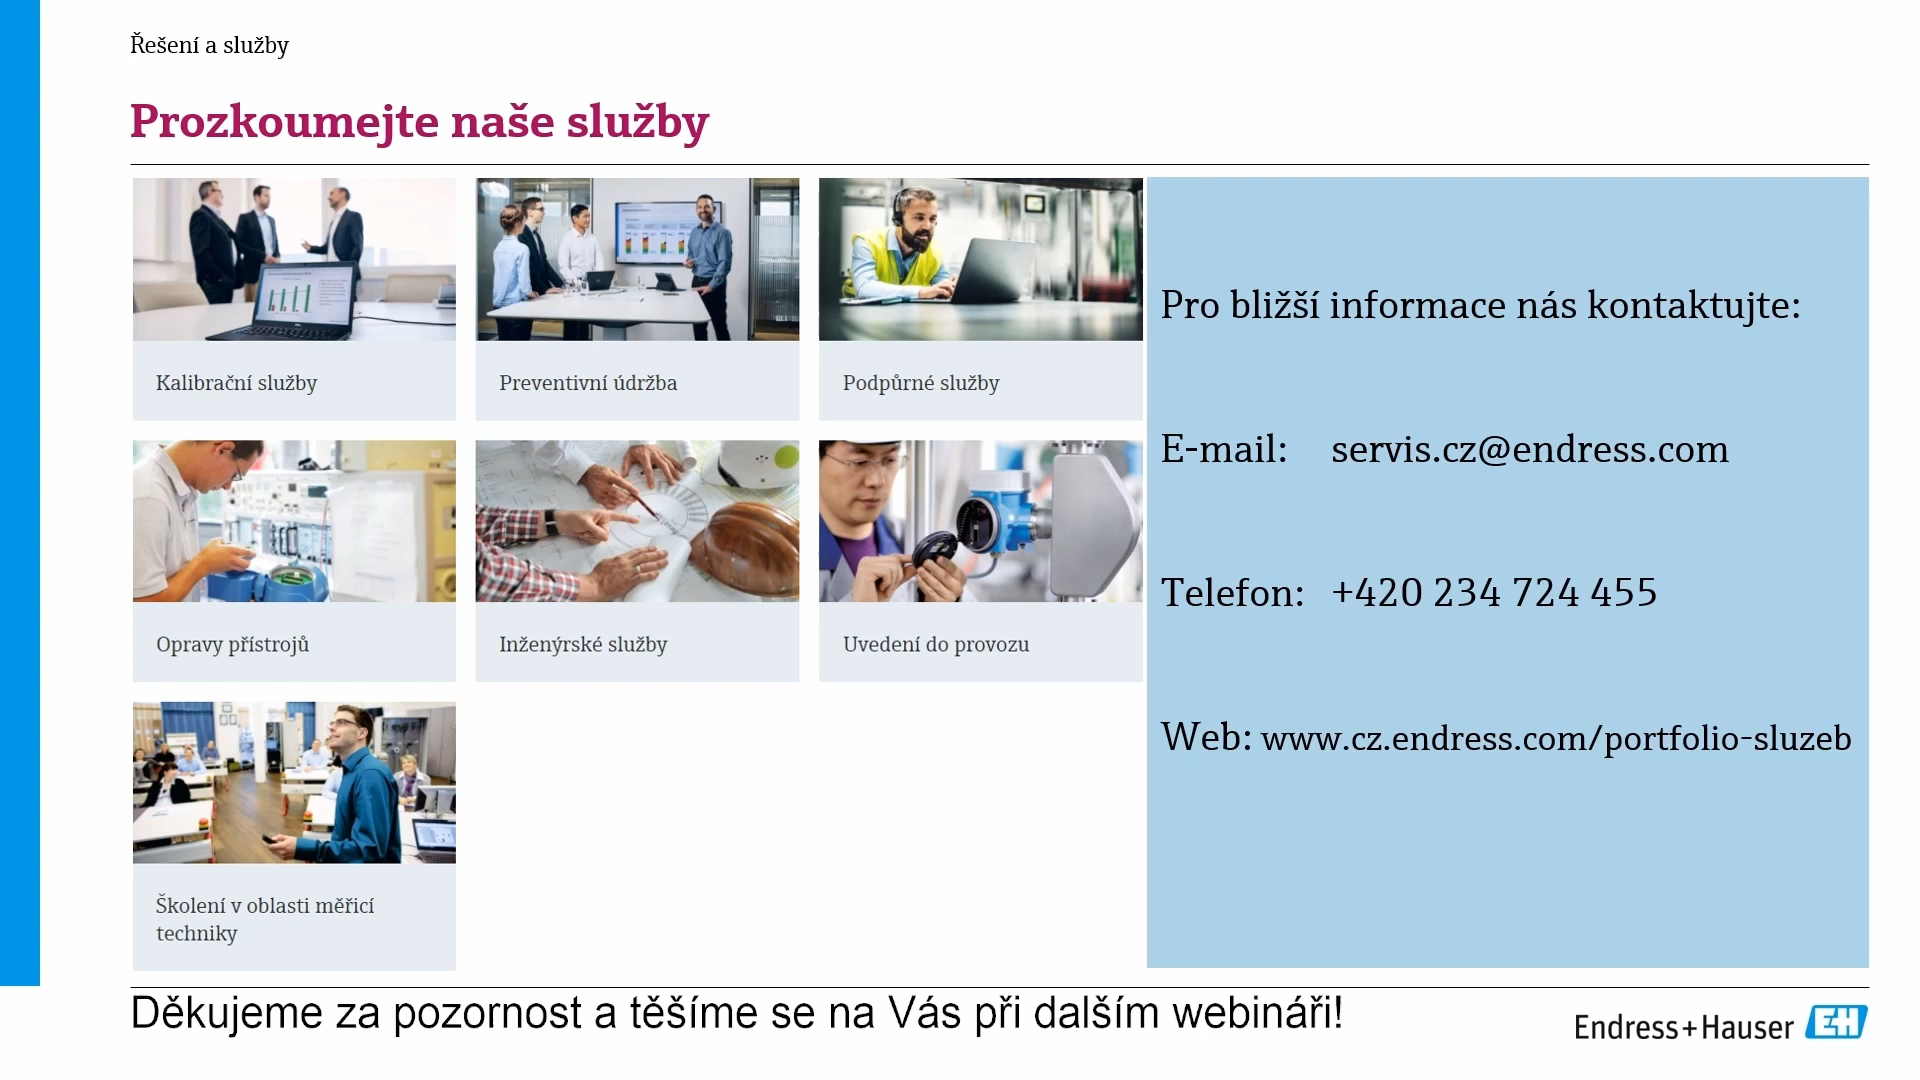 Řešení a služby
Prozkoumejte naše služby
Kalibrační služby
Preventivní údržba
Podpůrné služby
Opravy přístrojů
Inženýrské služby
Uvedení do provozu
Školení v oblasti měřicí
techniky
Pro bližší informace nás kontaktujte:
E-mail: servis.cz@endress.com
Telefon: +420 234 724 455
Web: www.cz.endress.com/portfolio-sluzeb
Děkujeme za pozornost a těšíme se na Vás při dalším webináři!
Endress+Hauser EH